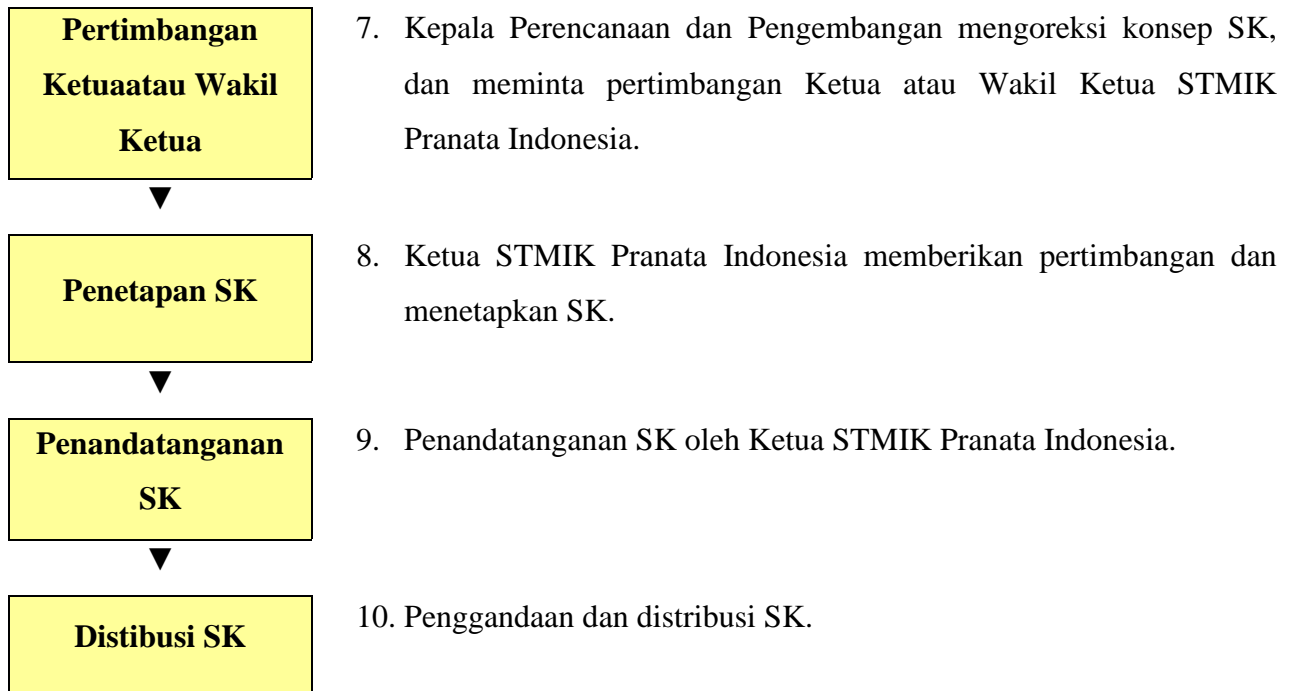 Pertimbangan
Ketuaatau Wakil
Ketua
7. Kepala Perencanaan dan Pengembangan mengoreksi konsep SK,
dan meminta pertimbangan Ketua atau Wakil Ketua STMIK
Pranata Indonesia.
▼
Penetapan SK
8. Ketua STMIK Pranata Indonesia memberikan pertimbangan dan
menetapkan SK.
▼
Penandatanganan
SK
9. Penandatanganan SK oleh Ketua STMIK Pranata Indonesia.
▼
Distibusi SK
10. Penggandaan dan distribusi SK.